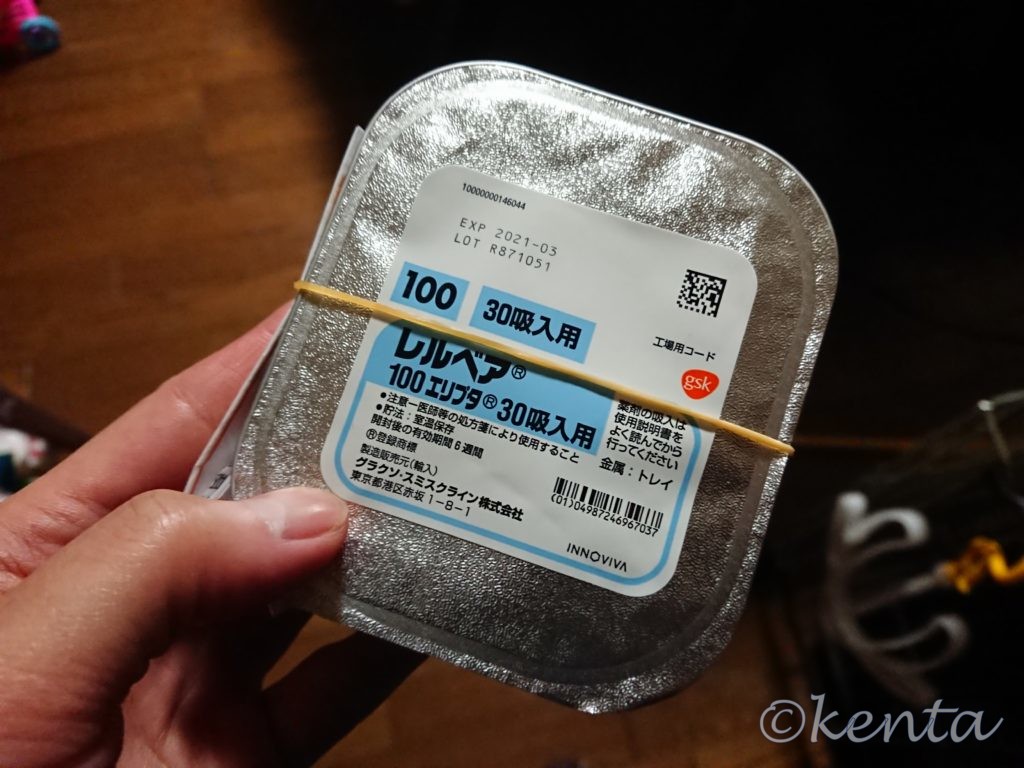 10000000146044
EXP 2021-03
LOT R871051
100 30吸入用
工場用コード
gsk
レルベア®
100エリプタ® 30吸入用
●注意－医師等の処方箋により使用すること
●貯法：室温保存
開封後の有効期間6週間
®登録商標
製造販売元(輸入)
グラクソ・スミスクライン株式会社
東京都港区赤坂1-8-1
薬剤の吸入は
使用説明書を
よく読んでから
行ってください
金属：トレイ
(01)04987246967037
INNOVIVA
©kenta